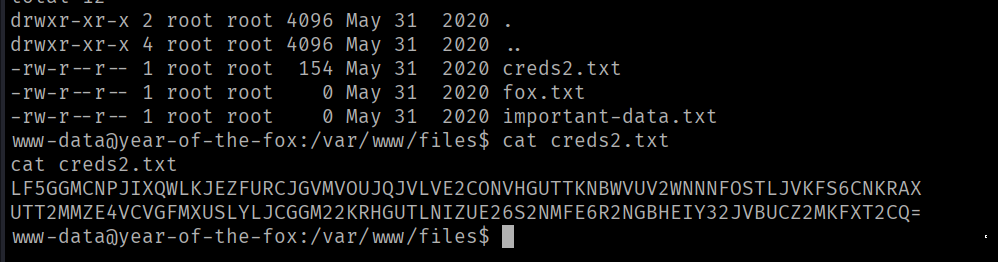 total 12
drwxr-xr-x 2 root root 4096 May 31  2020 .
drwxr-xr-x 4 root root 4096 May 31  2020 ..
-rw-r--r-- 1 root root  154 May 31  2020 creds2.txt
-rw-r--r-- 1 root root    0 May 31  2020 fox.txt
-rw-r--r-- 1 root root    0 May 31  2020 important-data.txt
www-data@year-of-the-fox:/var/www/files$ cat creds2.txt
cat creds2.txt
LF5GGMCNPJIXQWLKJEZFURCJGVMVOUJQJVLVE2CONVHGUTTKNBWVUV2WNNNFOSTLJVKFS6CNKRAX
UTT2MMZE4VCVGFMXUSLYLJCGGM22KRHGUTLNIZUE26S2NMFE6R2NGBHEIY32JVBUCZ2MKFXT2CQ=
www-data@year-of-the-fox:/var/www/files$